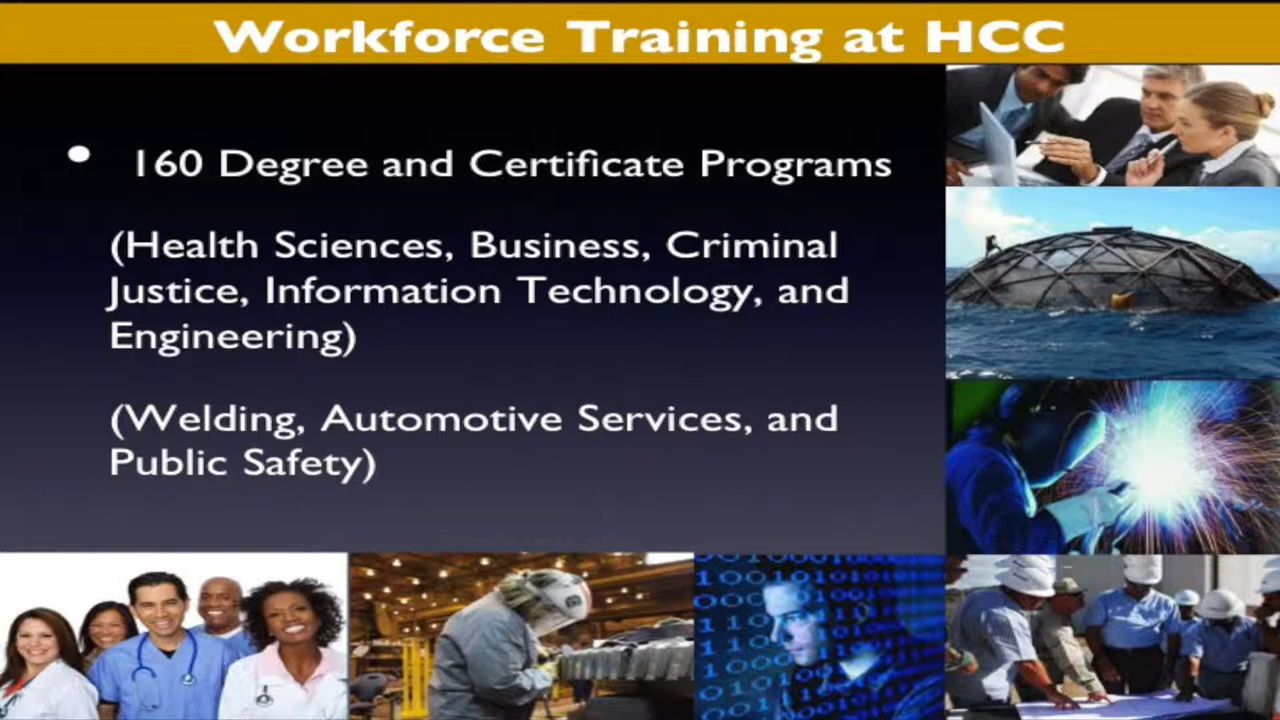 Workforce Training at HCC
• 160 Degree and Certificate Programs
(Health Sciences, Business, Criminal
Justice, Information Technology, and
Engineering)
(Welding, Automotive Services, and
Public Safety)